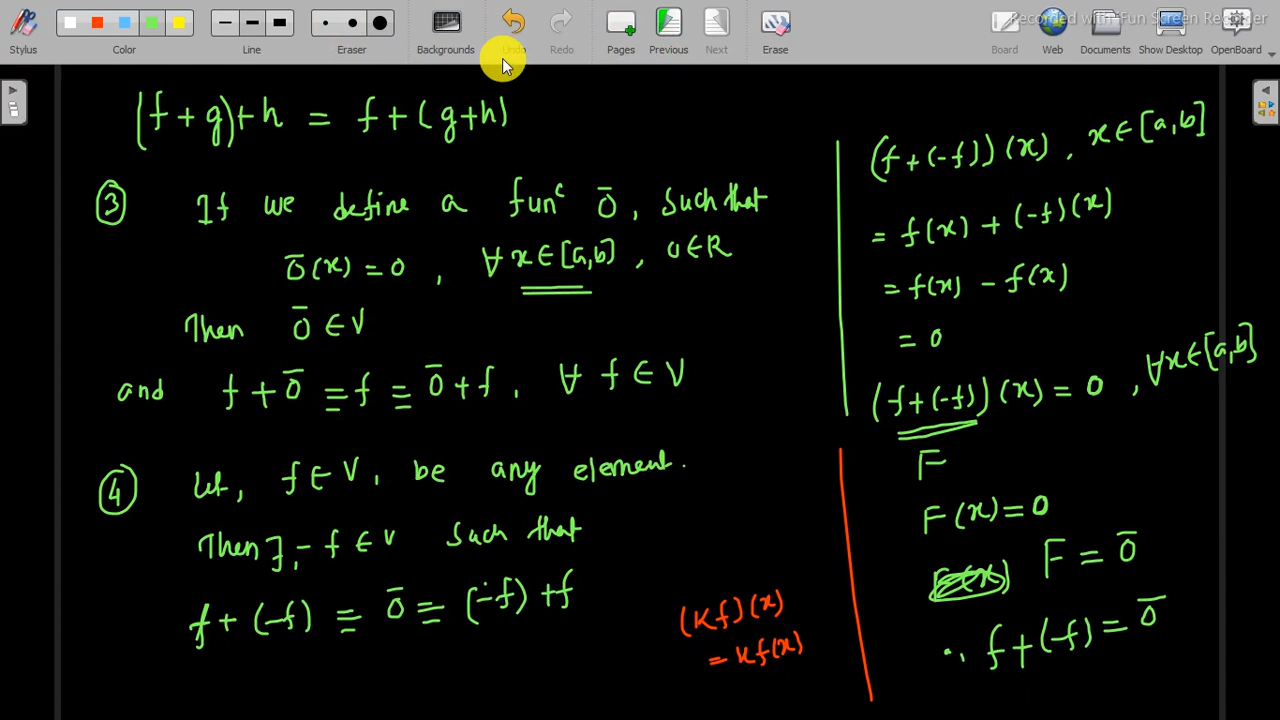 Stylus
Color
Line
Eraser
Backgrounds
Undo
Redo
Pages
Previous
Next
Erase
Board
Web
Documents
Show Desktop
OpenBoard
Recorded with iFun Screen Recorder
(f+g)+h = f+(g+h)
③ If we define a funᶜ 0̄, such that
0̄(x) = 0, ∀ x∈[a,b], 0∈R
Then 0̄ ∈ V
and f + 0̄ = f = 0̄ + f, ∀ f ∈ V
④ Let, f ∈ V, be any element.
Then ∃, -f ∈ V such that
f + (-f) = 0̄ = (-f) + f
(Kf)(x)
= Kf(x)
(f+(-f))(x), x∈[a,b]
= f(x) + (-f)(x)
= f(x) - f(x)
= 0
(f+(-f))(x) = 0, ∀x∈[a,b]
F
F(x) = 0
F = 0̄
∴ f+(-f) = 0̄